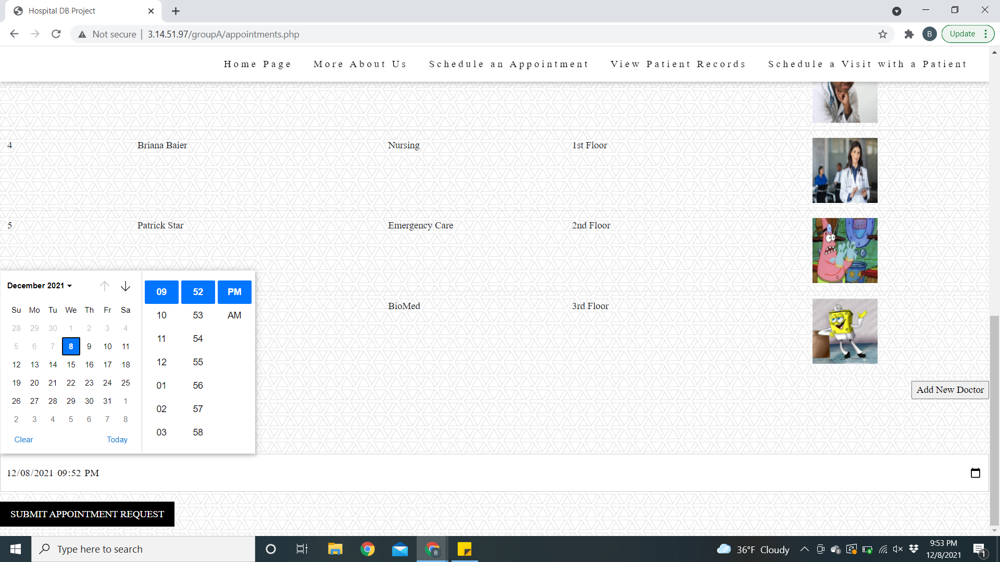 Hospital DB Project
Not secure | 3.14.51.97/groupA/appointments.php
B
Update
Home Page More About Us Schedule an Appointment View Patient Records Schedule a Visit with a Patient
4 Briana Baier Nursing 1st Floor
5 Patrick Star Emergency Care 2nd Floor
BioMed 3rd Floor
December 2021
Su Mo Tu We Th Fr Sa
28 29 30 1 2 3 4
5 6 7 8 9 10 11
12 13 14 15 16 17 18
19 20 21 22 23 24 25
26 27 28 29 30 31 1
2 3 4 5 6 7 8
Clear Today
09 52 PM
10 53 AM
11 54
12 55
01 56
02 57
03 58
Add New Doctor
12/08/2021 09:52 PM
SUBMIT APPOINTMENT REQUEST
Type here to search
B
36°F Cloudy
9:53 PM
12/8/2021
1